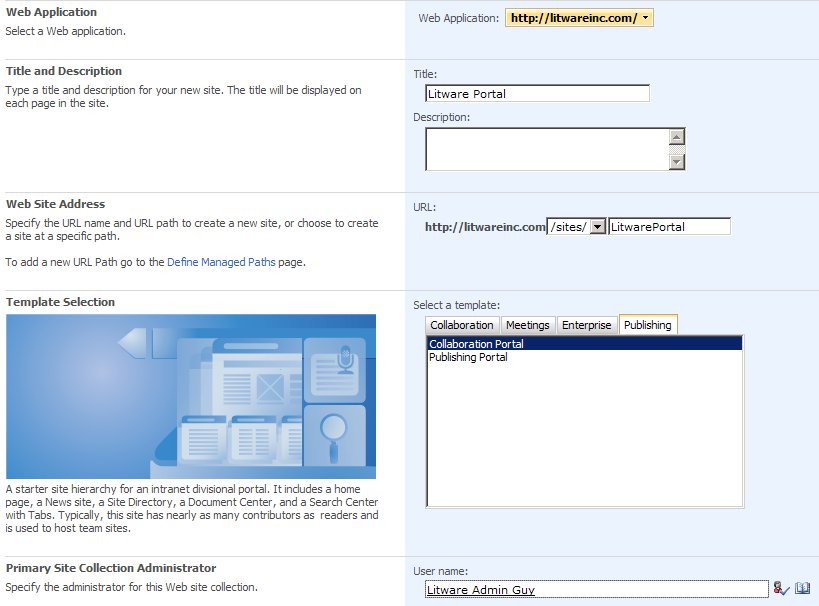 Web Application
Select a Web application.
Web Application: http://litwareinc.com/
Title and Description
Type a title and description for your new site. The title will be displayed on
each page in the site.
Title:
Litware Portal
Description:
Web Site Address
Specify the URL name and URL path to create a new site, or choose to create
a site at a specific path.
To add a new URL Path go to the Define Managed Paths page.
URL:
http://litwareinc.com /sites/ LitwarePortal
Template Selection
A starter site hierarchy for an intranet divisional portal. It includes a home
page, a News site, a Site Directory, a Document Center, and a Search Center
with Tabs. Typically, this site has nearly as many contributors as readers and
is used to host team sites.
Select a template:
Collaboration Meetings Enterprise Publishing
Collaboration Portal
Publishing Portal
Primary Site Collection Administrator
Specify the administrator for this Web site collection.
User name:
Litware Admin Guy